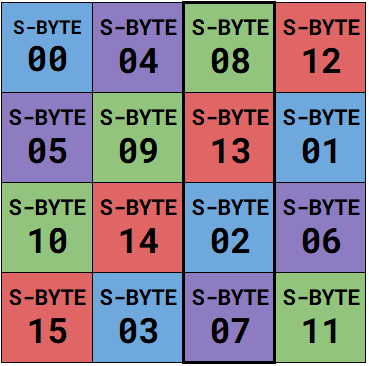 S-BYTE S-BYTE S-BYTE S-BYTE
00 04 08 12
S-BYTE S-BYTE S-BYTE S-BYTE
05 09 13 01
S-BYTE S-BYTE S-BYTE S-BYTE
10 14 02 06
S-BYTE S-BYTE S-BYTE S-BYTE
15 03 07 11